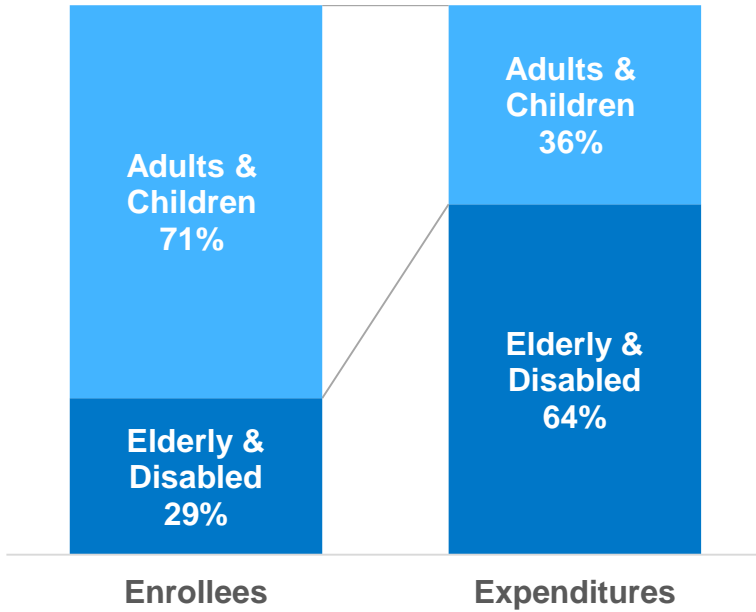 Adults &
Children
71%
Elderly &
Disabled
29%
Adults &
Children
36%
Elderly &
Disabled
64%
Enrollees
Expenditures